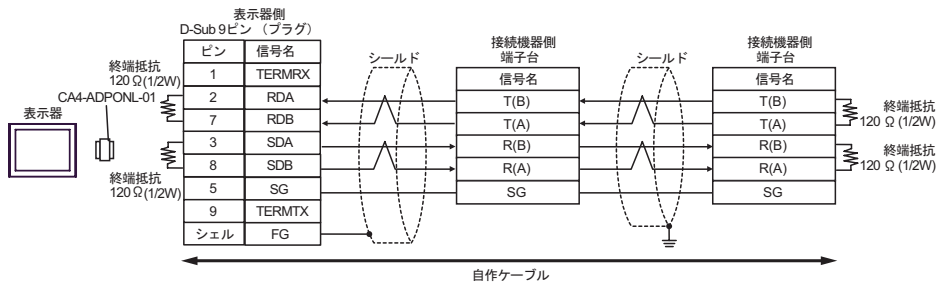 表示器側
D-Sub 9ピン （プラグ）
ピン 信号名
1 TERMRX
2 RDA
7 RDB
3 SDA
8 SDB
5 SG
9 TERMTX
シェル FG
終端抵抗
120 Ω(1/2W)
CA4-ADPONL-01
表示器
終端抵抗
120 Ω(1/2W)
シールド
接続機器側
端子台
信号名
T(B)
T(A)
R(B)
R(A)
SG
シールド
接続機器側
端子台
信号名
T(B)
T(A)
R(B)
R(A)
SG
終端抵抗
120 Ω (1/2W)
終端抵抗
120 Ω (1/2W)
自作ケーブル